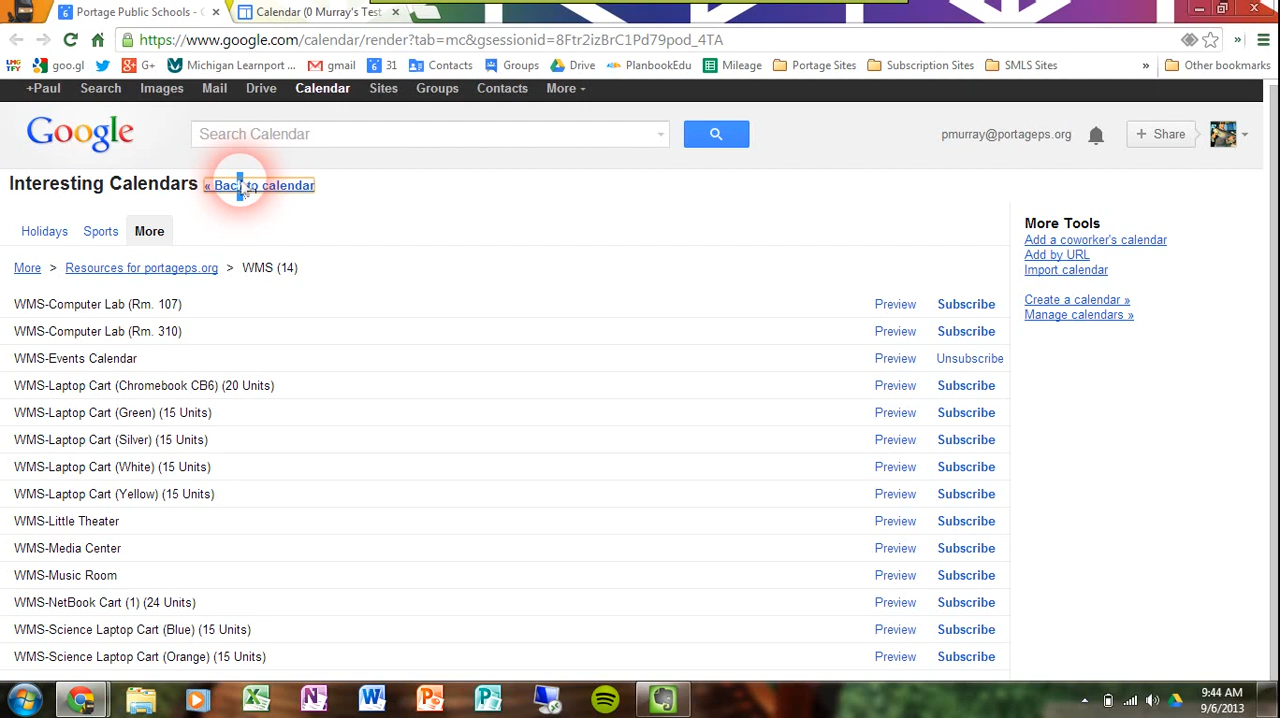 Portage Public Schools -
Calendar (0 Murray's Test
https://www.google.com/calendar/render?tab=mc&gsessionid=8Ftr2izBrC1Pd79pod_4TA
LMG TFY goo.gl G+ Michigan Learnport ... gmail 31 Contacts Groups Drive PlanbookEdu Mileage Portage Sites Subscription Sites SMLS Sites » Other bookmarks
+Paul Search Images Mail Drive Calendar Sites Groups Contacts More
Google Search Calendar pmurray@portageps.org + Share
Interesting Calendars « Back to calendar
Holidays Sports More
More > Resources for portageps.org > WMS (14)
WMS-Computer Lab (Rm. 107) Preview Subscribe
WMS-Computer Lab (Rm. 310) Preview Subscribe
WMS-Events Calendar Preview Unsubscribe
WMS-Laptop Cart (Chromebook CB6) (20 Units) Preview Subscribe
WMS-Laptop Cart (Green) (15 Units) Preview Subscribe
WMS-Laptop Cart (Silver) (15 Units) Preview Subscribe
WMS-Laptop Cart (White) (15 Units) Preview Subscribe
WMS-Laptop Cart (Yellow) (15 Units) Preview Subscribe
WMS-Little Theater Preview Subscribe
WMS-Media Center Preview Subscribe
WMS-Music Room Preview Subscribe
WMS-NetBook Cart (1) (24 Units) Preview Subscribe
WMS-Science Laptop Cart (Blue) (15 Units) Preview Subscribe
WMS-Science Laptop Cart (Orange) (15 Units) Preview Subscribe
More Tools
Add a coworker's calendar
Add by URL
Import calendar
Create a calendar »
Manage calendars »
9:44 AM
9/6/2013